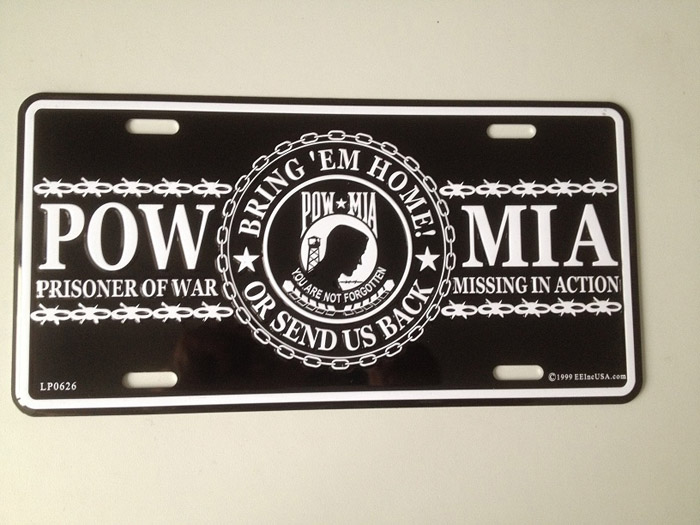 BRING 'EM HOME!
POW★MIA
YOU ARE NOT FORGOTTEN
★ OR SEND US BACK ★
POW
PRISONER OF WAR
MIA
MISSING IN ACTION
LP0626
©1999 EEIncUSA.com